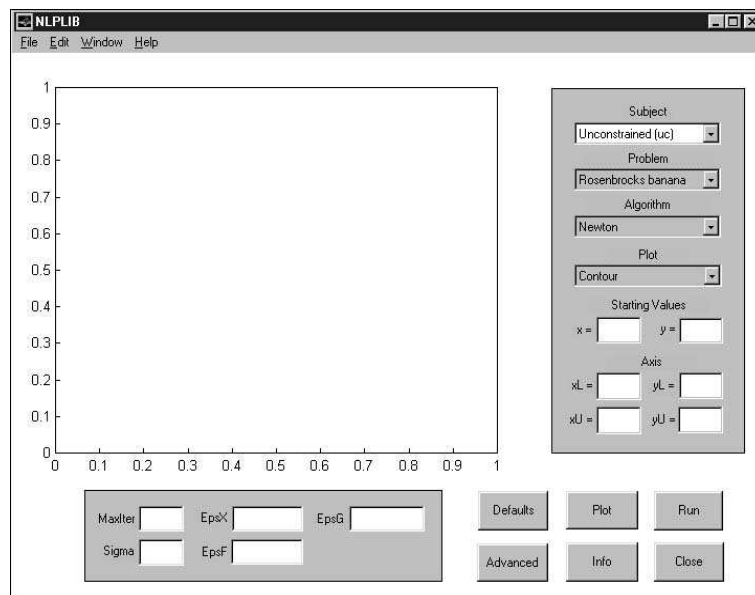 NLPLIB
File Edit Window Help
1
0.9
0.8
0.7
0.6
0.5
0.4
0.3
0.2
0.1
0
0 0.1 0.2 0.3 0.4 0.5 0.6 0.7 0.8 0.9 1
Subject
Unconstrained (uc)
Problem
Rosenbrocks banana
Algorithm
Newton
Plot
Contour
Starting Values
x = y =
Axis
xL = yL =
xU = yU =
MaxIter EpsX EpsG
Sigma EpsF
Defaults Plot Run
Advanced Info Close